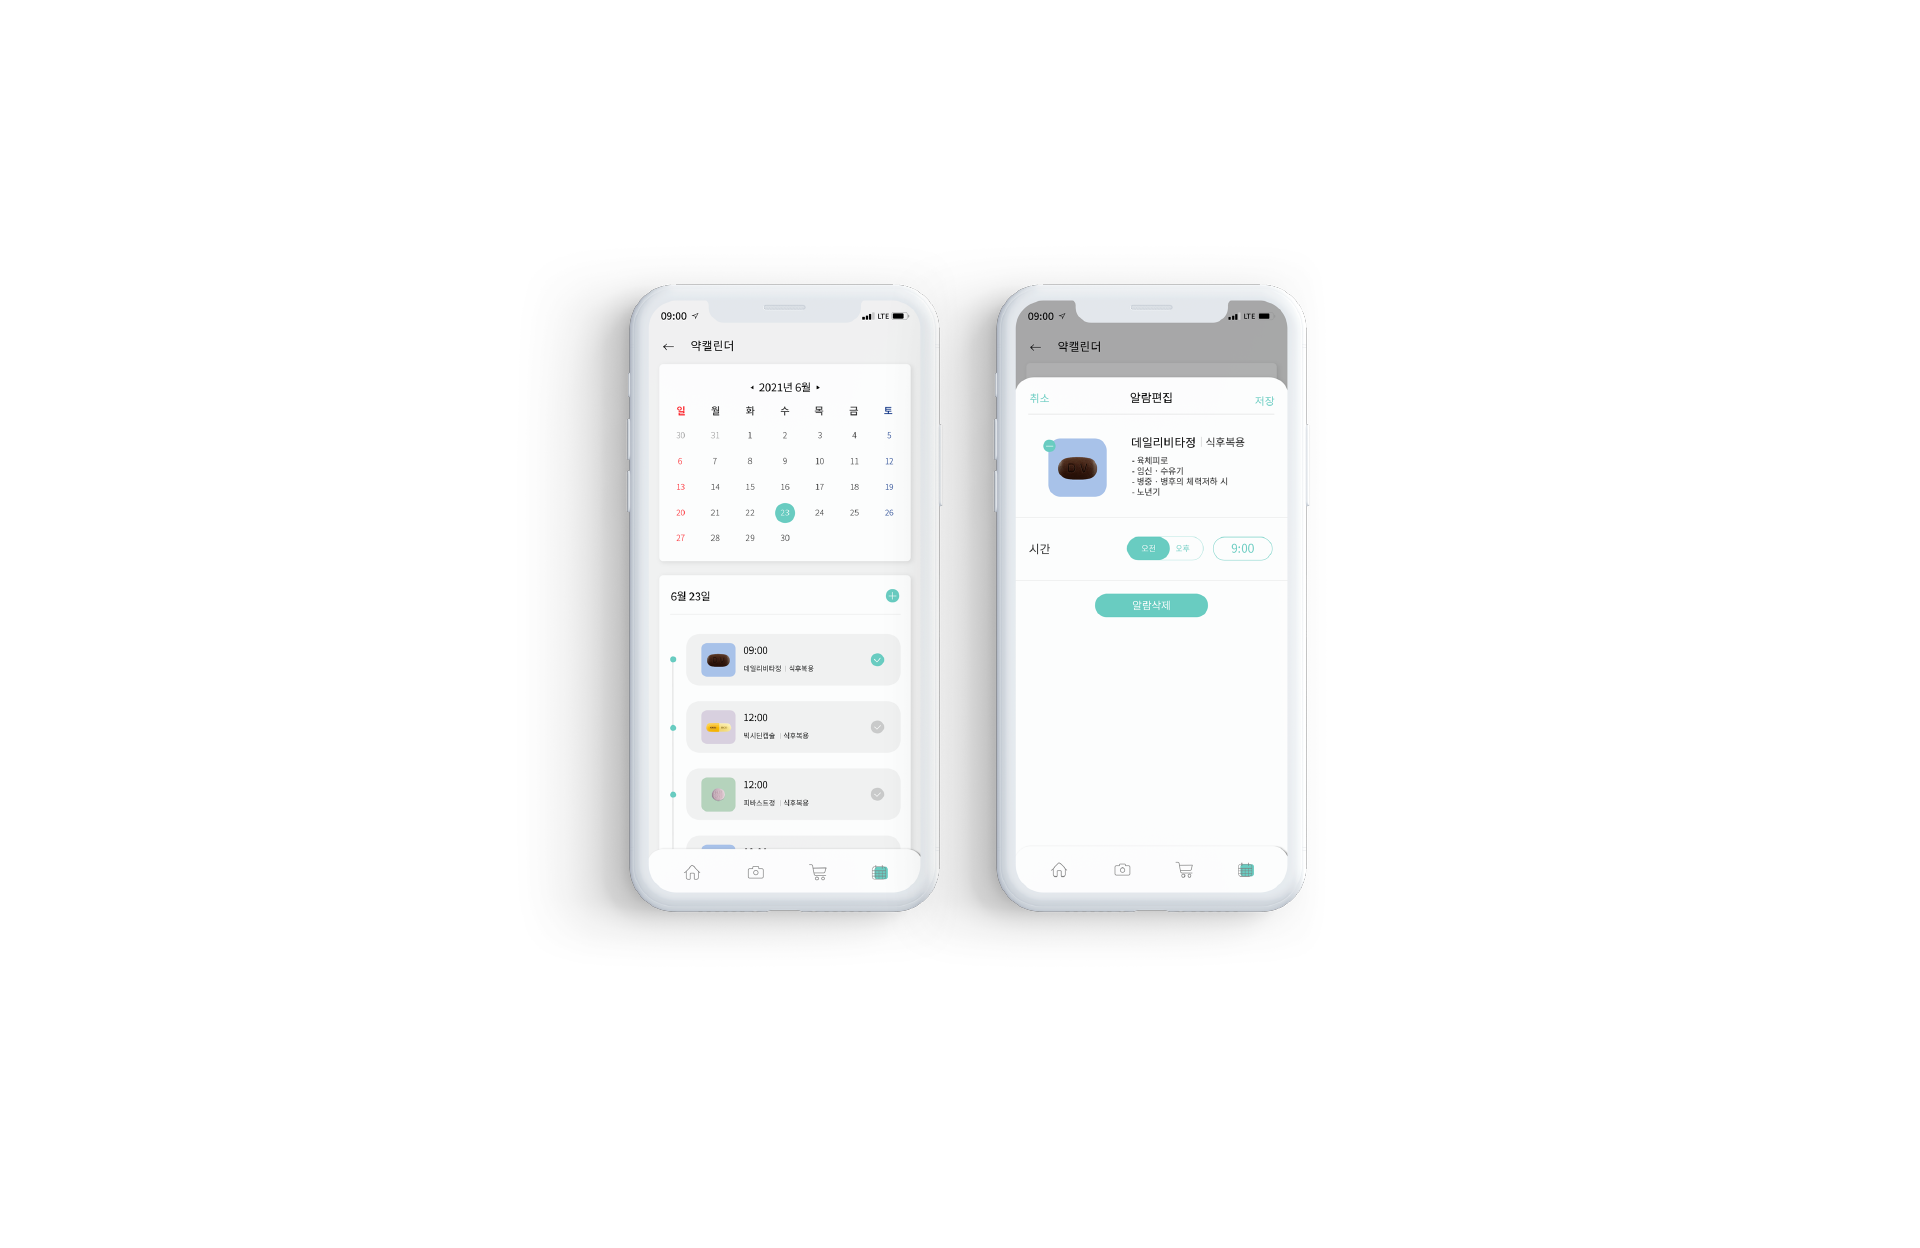 09:00
LTE
약캘린더
2021년 6월
일 월 화 수 목 금 토
30 31 1 2 3 4 5
6 7 8 9 10 11 12
13 14 15 16 17 18 19
20 21 22 23 24 25 26
27 28 29 30
6월 23일
09:00
데일리비타정 | 식후복용
12:00
빅시딘캡슐 | 식후복용
12:00
피바스트정 | 식후복용
09:00
LTE
약캘린더
취소 알람편집 저장
데일리비타정 | 식후복용
- 육체피로
- 임신 · 수유기
- 병중 · 병후의 체력저하 시
- 노년기
시간 오전 오후 9:00
알람삭제